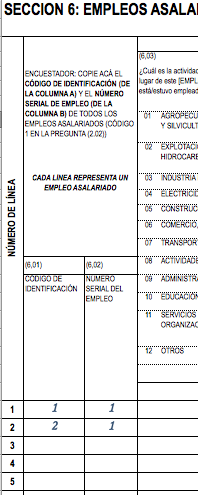 SECCION 6: EMPLEOS ASALA
(6,03)
ENCUESTADOR: COPIE ACÁ EL
CÓDIGO DE IDENTIFICACIÓN (DE
LA COLUMNA A) Y EL NÚMERO
SERIAL DE EMPLEO (DE LA
COLUMNA B) DE TODOS LOS
EMPLEOS ASALARIADOS (CÓDIGO
1 EN LA PREGUNTA (2.02))
CADA LINEA REPRESENTA UN
EMPLEO ASALARIADO
NÚMERO DE LÍNEA
(6,01)
CÓDIGO DE
IDENTIFICACIÓN
(6,02)
NÚMERO
SERIAL DEL
EMPLEO
¿Cuál es la activida
lugar de este [EMPL
está/estuvo emplea
01 AGROPECU
Y SILVICULT
02 EXPLOTACI
HIDROCARB
03 INDUSTRIA
04 ELECTRICID
05 CONSTRUC
06 COMERCIO,
07 TRANSPOR
08 ACTIVIDADE
09 ADMINISTRA
10 EDUCACIÓN
11 SERVICIOS
ORGANIZAC
12 OTROS
1 1 1
2 2 1
3
4
5